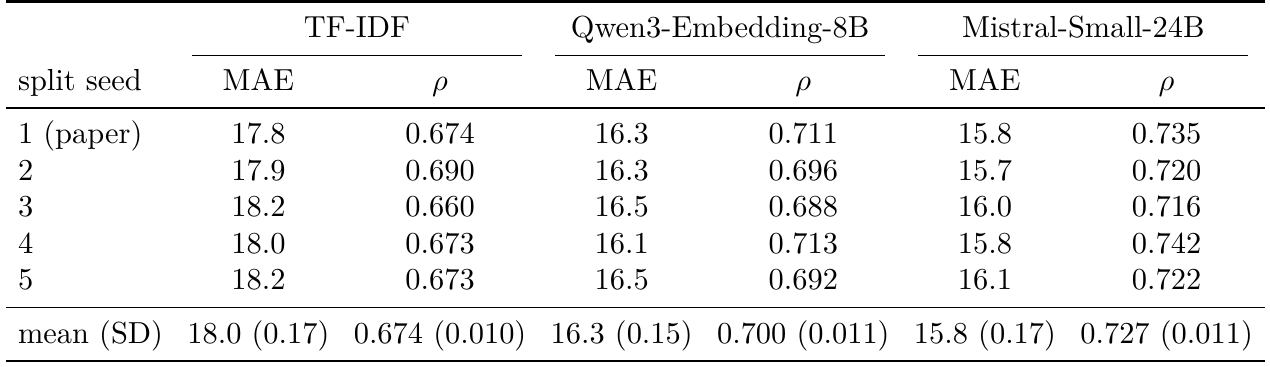 TF-IDF Qwen3-Embedding-8B Mistral-Small-24B
split seed MAE ρ MAE ρ MAE ρ
1 (paper) 17.8 0.674 16.3 0.711 15.8 0.735
2 17.9 0.690 16.3 0.696 15.7 0.720
3 18.2 0.660 16.5 0.688 16.0 0.716
4 18.0 0.673 16.1 0.713 15.8 0.742
5 18.2 0.673 16.5 0.692 16.1 0.722
mean (SD) 18.0 (0.17) 0.674 (0.010) 16.3 (0.15) 0.700 (0.011) 15.8 (0.17) 0.727 (0.011)